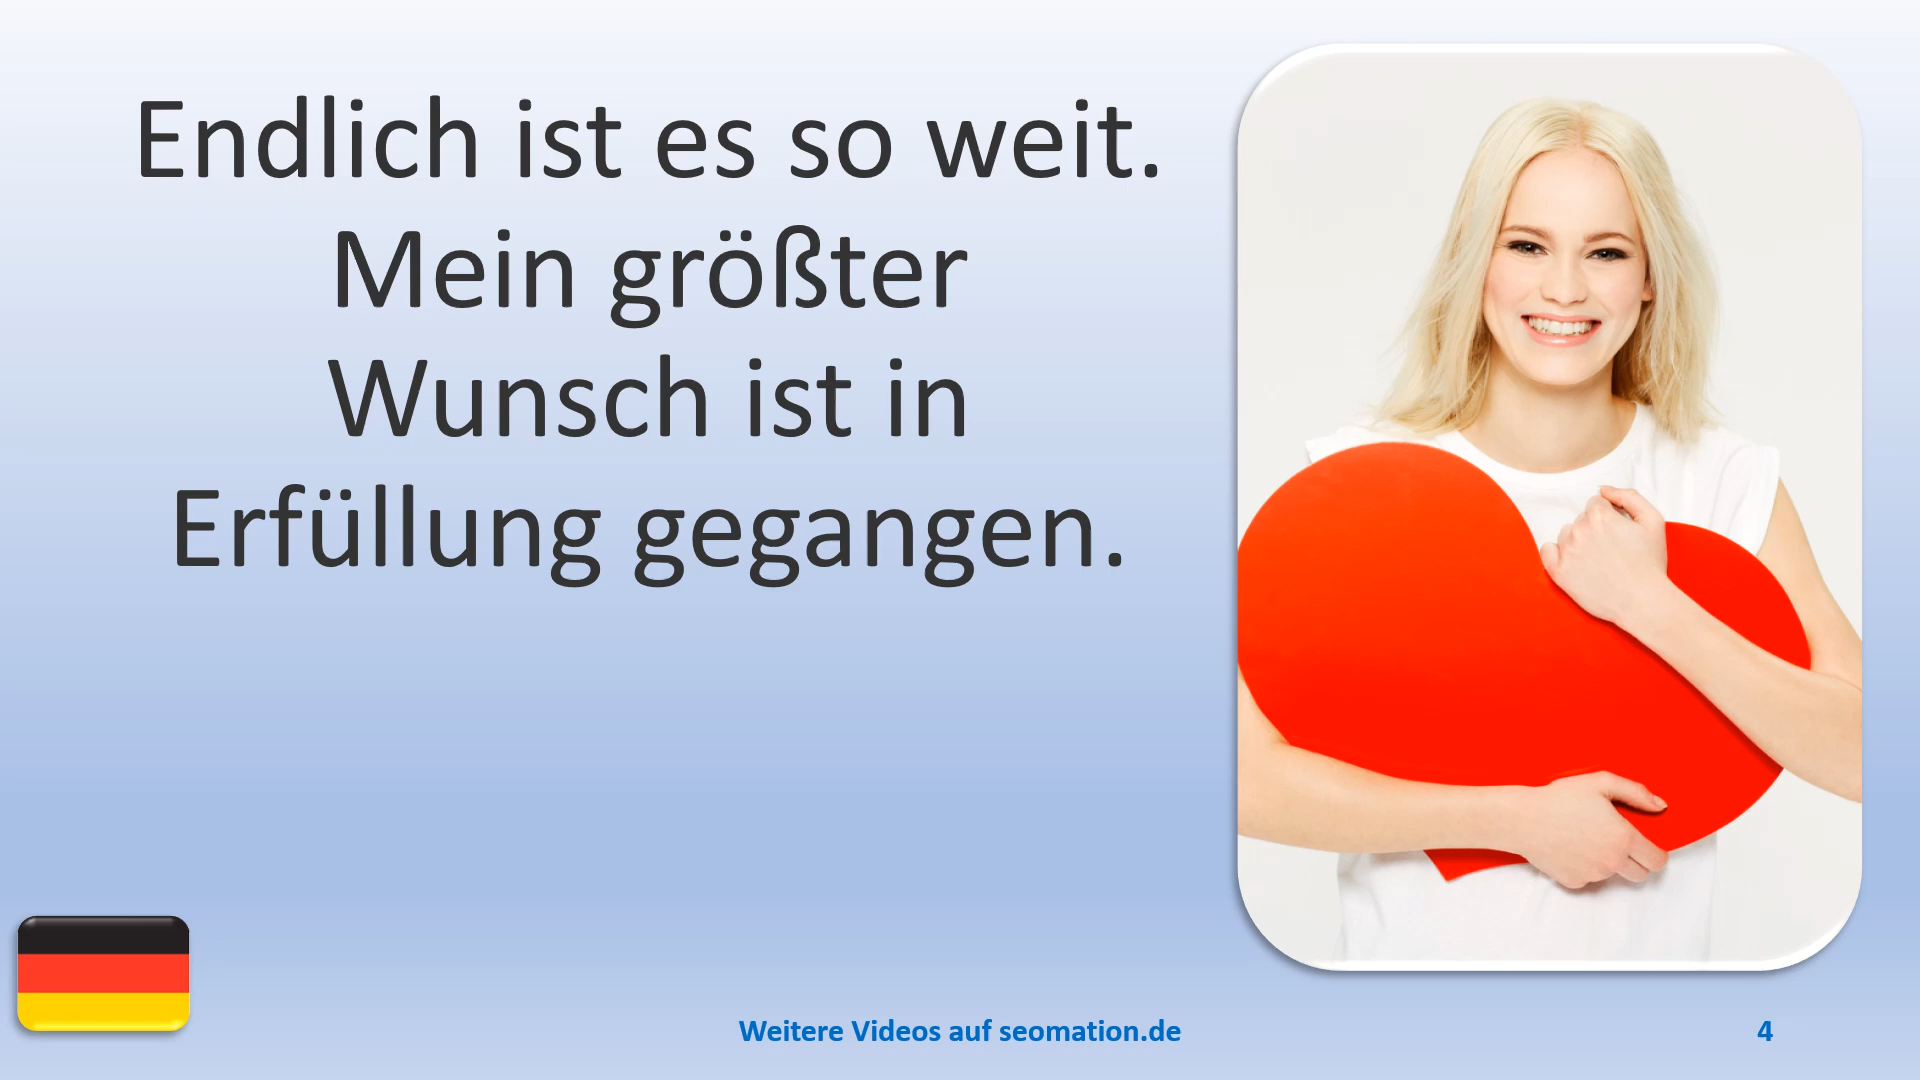 Endlich ist es so weit.
Mein größter
Wunsch ist in
Erfüllung gegangen.
Weitere Videos auf seomation.de
4